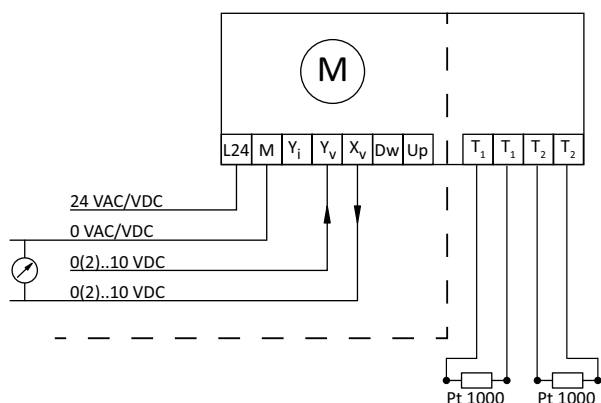 M
L24 M Yi Yv Xv Dw Up T1 T1 T2 T2
24 VAC/VDC
0 VAC/VDC
0(2)..10 VDC
0(2)..10 VDC
Pt 1000 Pt 1000